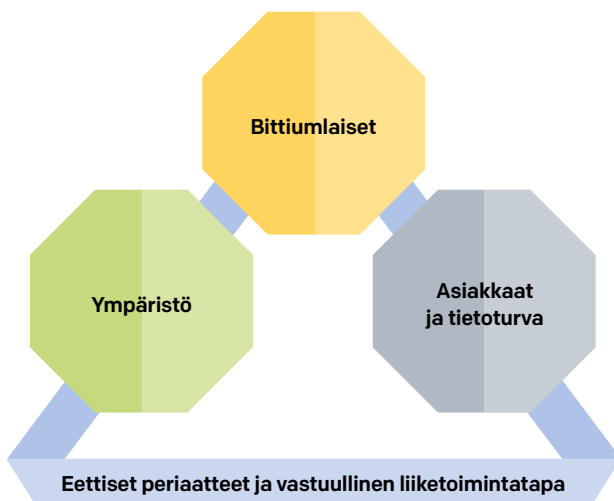 Bittiumlaiset
Ympäristö
Asiakkaat
ja tietoturva
Eettiset periaatteet ja vastuullinen liiketoimintatapa